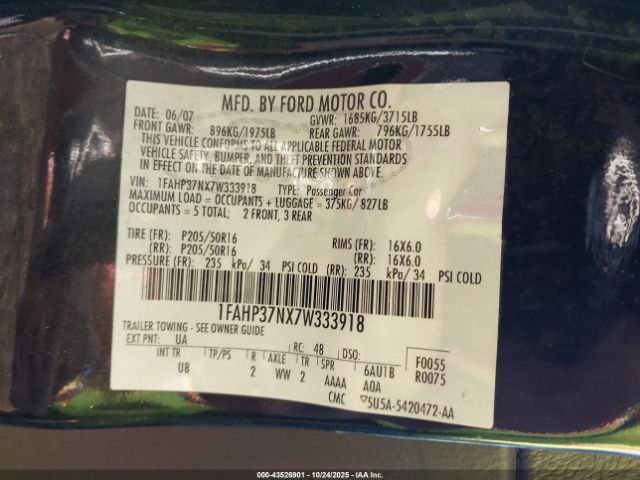 MFD. BY FORD MOTOR CO.
DATE: 06/07 GVWR: 1685KG/3715LB
FRONT GAWR: 896KG/1975LB REAR GAWR: 796KG/1755LB
THIS VEHICLE CONFORMS TO ALL APPLICABLE FEDERAL MOTOR
VEHICLE SAFETY, BUMPER, AND THEFT PREVENTION STANDARDS
IN EFFECT ON THE DATE OF MANUFACTURE SHOWN ABOVE.
VIN: 1FAHP37NX7W333918 TYPE: Passenger Car
MAXIMUM LOAD = OCCUPANTS + LUGGAGE = 375KG/ 827LB
OCCUPANTS = 5 TOTAL; 2 FRONT, 3 REAR
TIRE (FR): P205/50R16 RIMS (FR): 16X6.0
(RR): P205/50R16 (RR): 16X6.0
PRESSURE (FR): 235 kPa/ 34 PSI COLD (RR): 235 kPa/ 34 PSI COLD
1FAHP37NX7W333918
TRAILER TOWING - SEE OWNER GUIDE
EXT PNT: UA RC: 48 DSO: F0055
INT TR TP/PS R AXLE TR SPR 6AU1B R0075
UB 2 WW 2 AAAA A0A
CMC 5U5A-5420472-AA
000-43526901 - 10/24/2025 - COPYRIGHT IAA, INC.